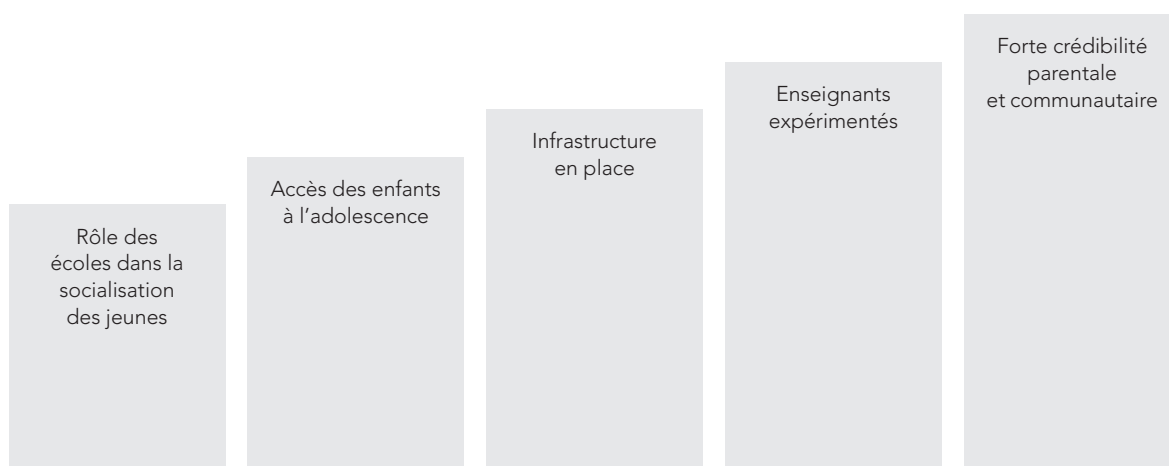 Rôle des
écoles dans la
socialisation
des jeunes
Accès des enfants
à l’adolescence
Infrastructure
en place
Enseignants
expérimentés
Forte crédibilité
parentale
et communautaire